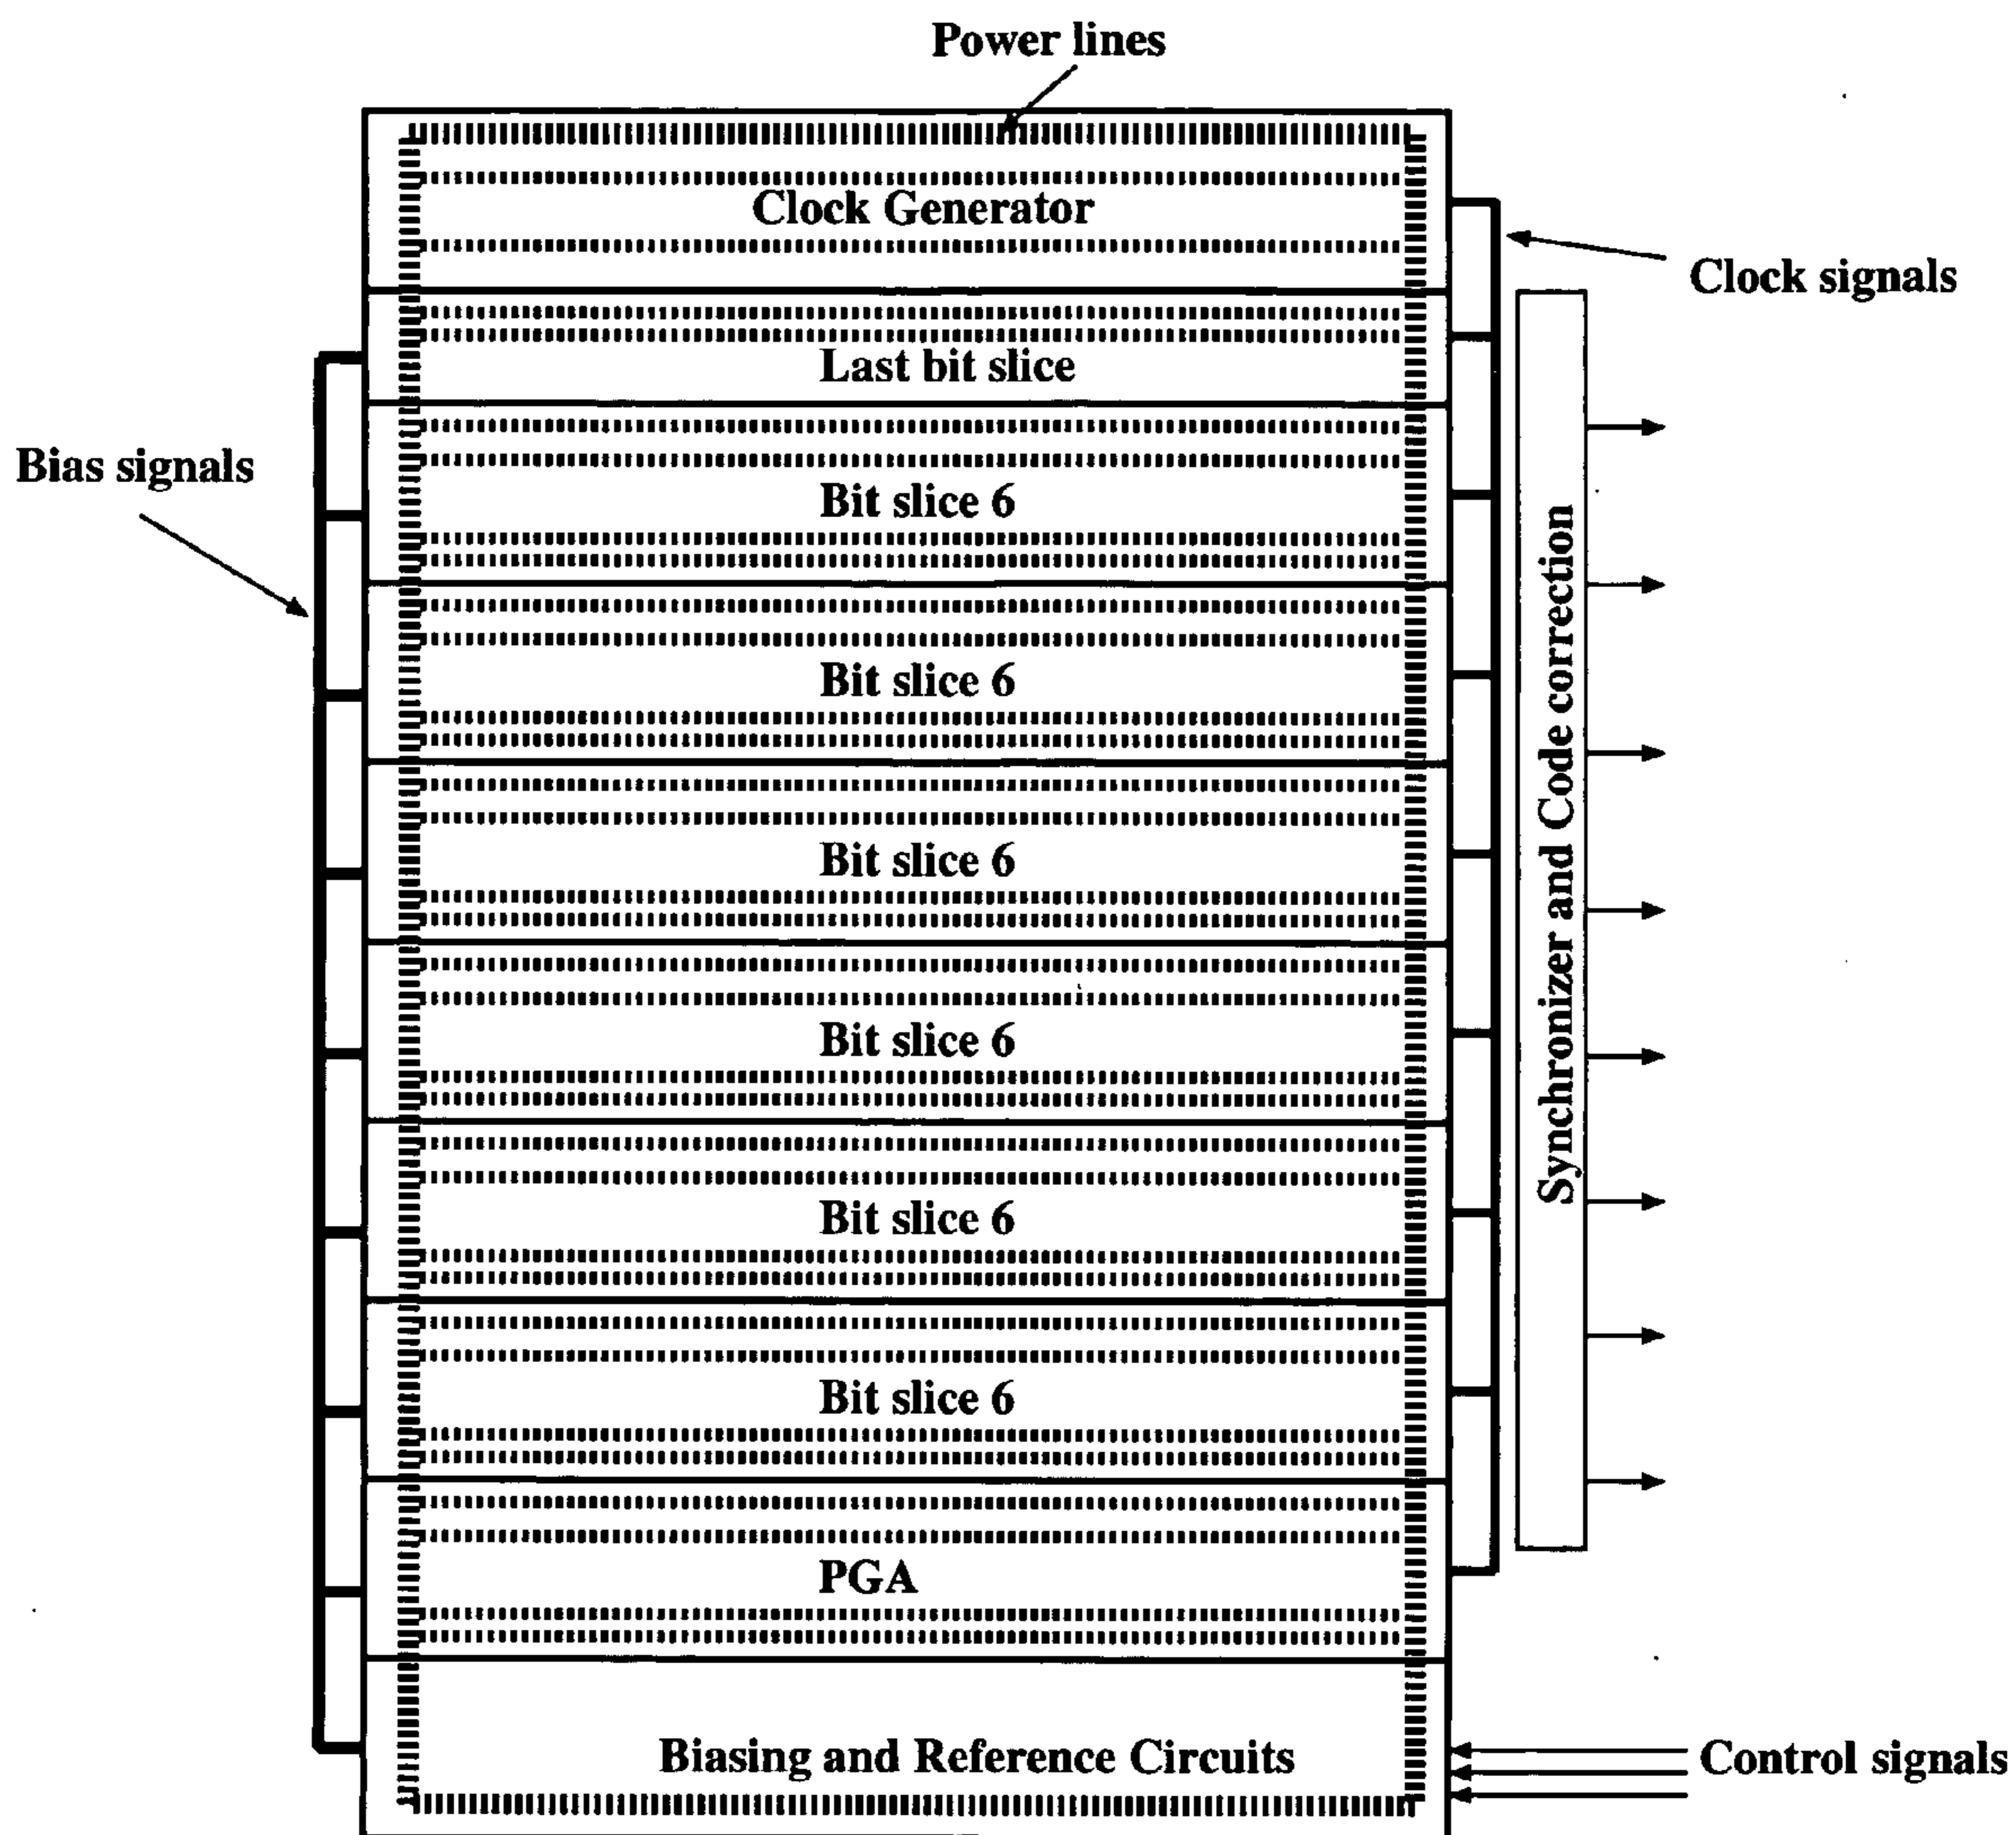 Power lines
Clock Generator
Clock signals
Last bit slice
Bias signals
Bit slice 6
Bit slice 6
Bit slice 6
Bit slice 6
Bit slice 6
Bit slice 6
Synchronizer and Code correction
PGA
Biasing and Reference Circuits
Control signals